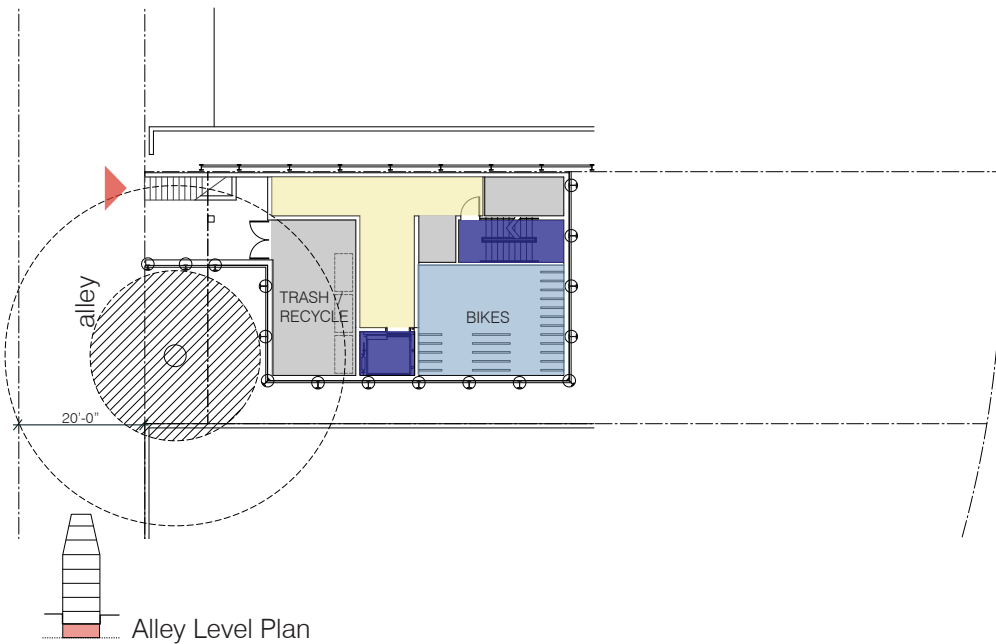 TRASH /
RECYCLE
BIKES
alley
20'-0"
Alley Level Plan